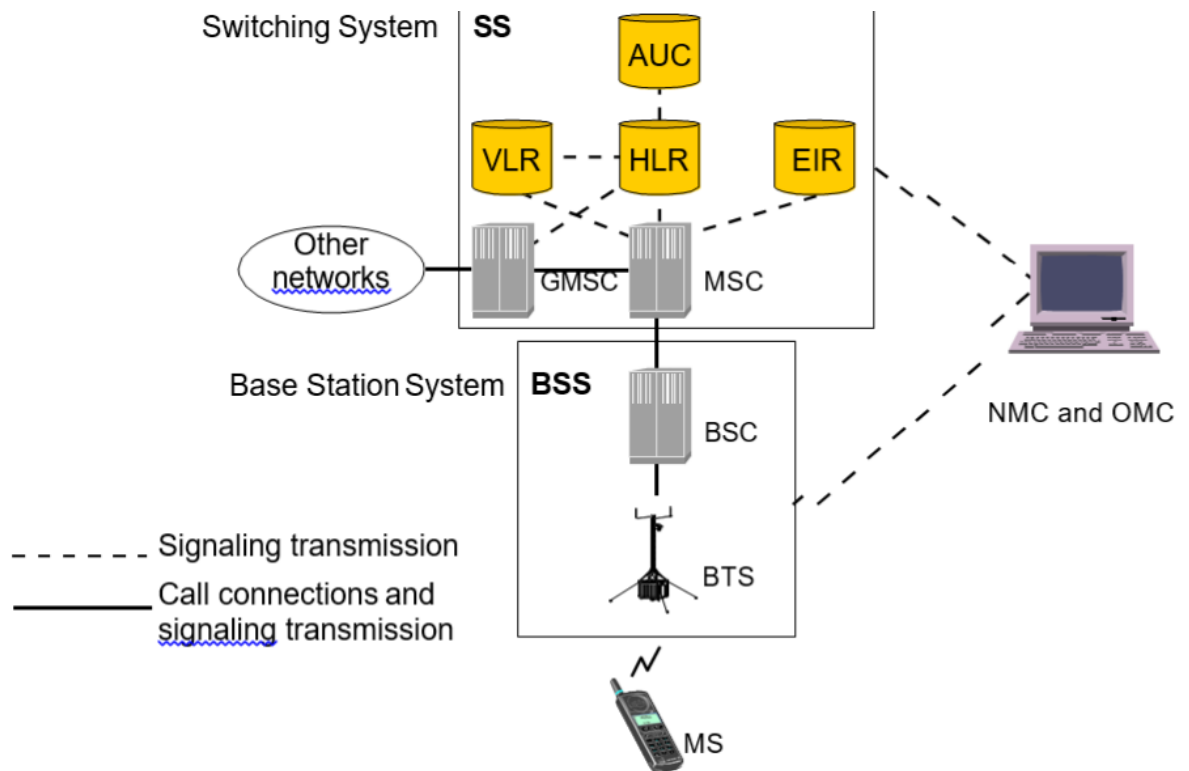 Switching System
SS
AUC
VLR
HLR
EIR
Other
networks
GMSC
MSC
Base Station System
BSS
BSC
NMC and OMC
Signaling transmission
BTS
Call connections and
signaling transmission
MS